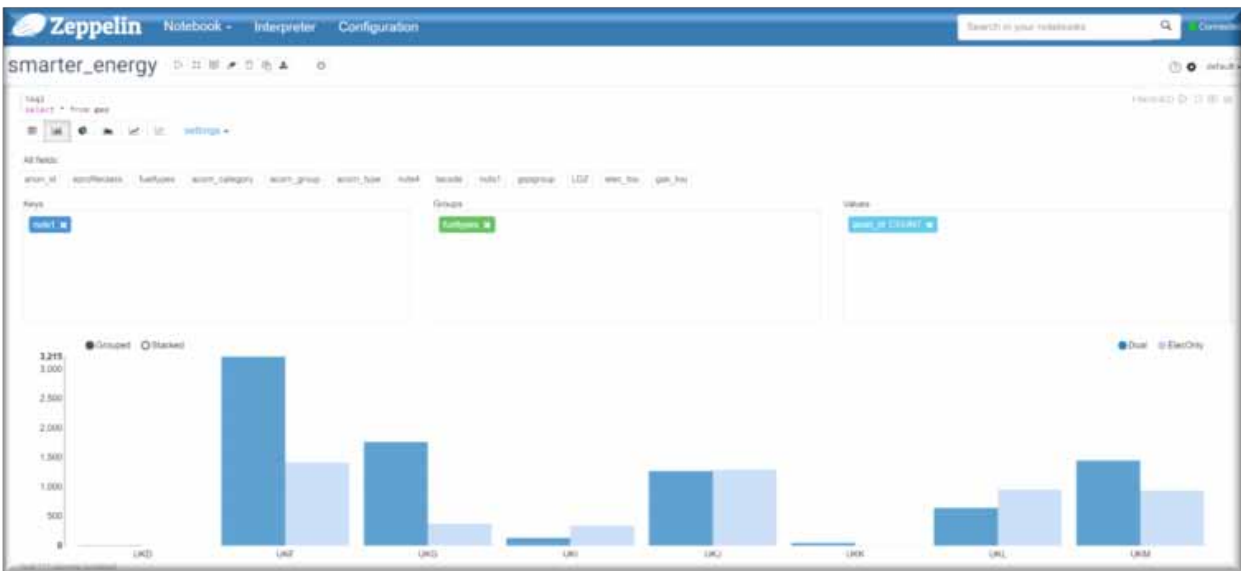 Zeppelin Notebook Interpreter Configuration Search in your notebooks Connected
smarter_energy default
%sql
select * from geo
settings
All fields:
anon_id eprofileclass fueltypes acorn_category acorn_group acorn_type nuts4 lacode nuts1 gspgroup LDZ elec_tou gas_tou
Keys Groups Values
nuts1 fueltypes anon_id COUNT
Grouped Stacked Dual ElecOnly
3,215
3,000
2,500
2,000
1,500
1,000
500
0
UKD UKF UKG UKI UKJ UKK UKL UKM